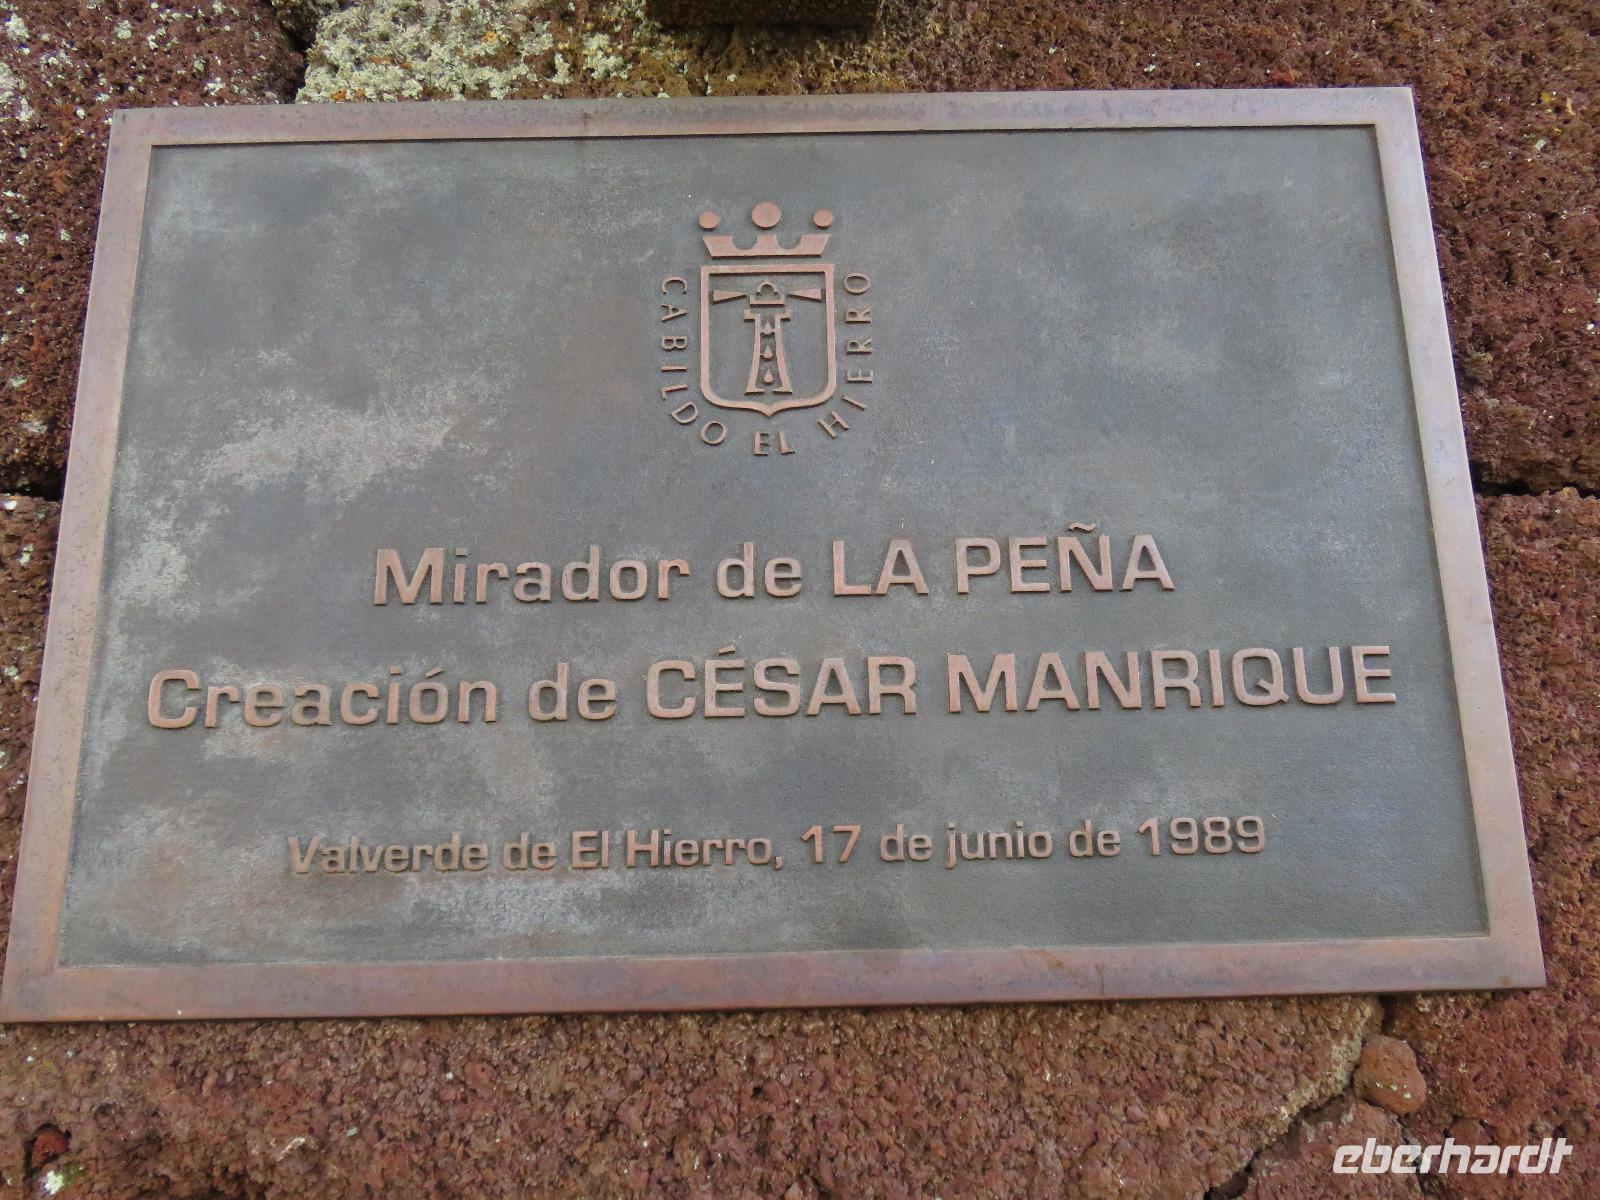 CABILDO EL HIERRO
Mirador de LA PEÑA
Creación de CÉSAR MANRIQUE
Valverde de El Hierro, 17 de junio de 1989
eberhardt